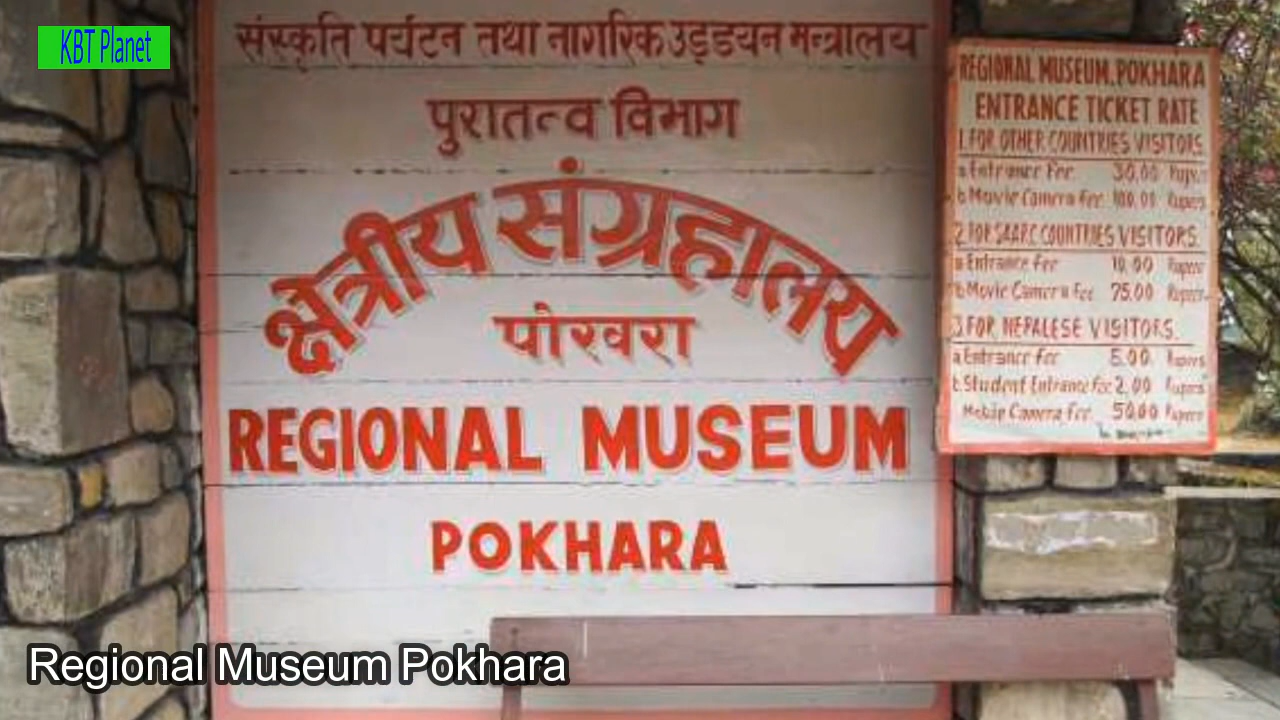 KBT Planet
संस्कृति पर्यटन तथा नागरिक उड्डयन मन्त्रालय
पुरातत्व विभाग
क्षेत्रीय संग्रहालय
पोखरा
REGIONAL MUSEUM
POKHARA
REGIONAL MUSEUM, POKHARA
ENTRANCE TICKET RATE
1. FOR OTHER COUNTRIES VISITORS
a Entrance Fee 30.00 Rupees
b Movie Camera Fee 100.00 Rupees
2. FOR SAARC COUNTRIES VISITORS.
a Entrance Fee 10.00 Rupees
b Movie Camera Fee 75.00 Rupees
3. FOR NEPALESE VISITORS.
a Entrance Fee 5.00 Rupees
b. Student Entrance Fee 2.00 Rupees
Camera Fee. 50.00 Rupees
Regional Museum Pokhara